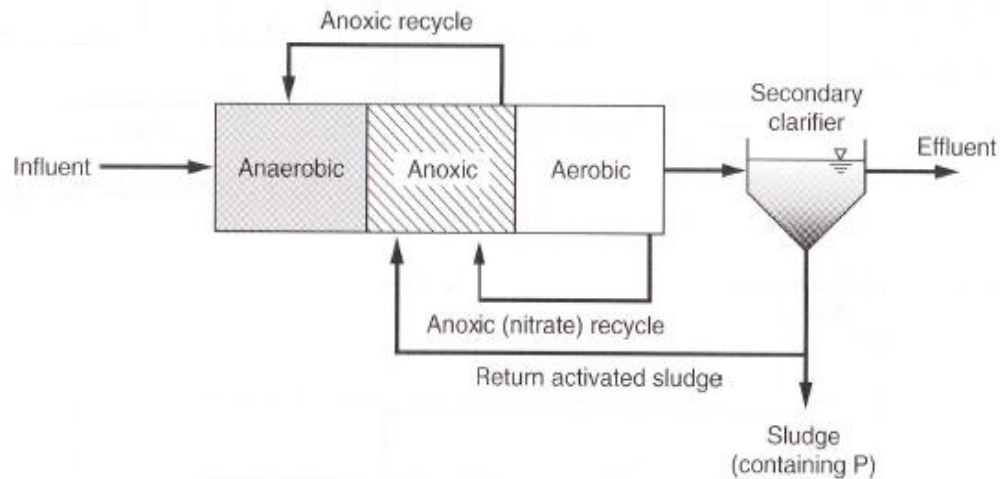 Anoxic recycle
Secondary
clarifier
Influent
Anaerobic
Anoxic
Aerobic
Effluent
Anoxic (nitrate) recycle
Return activated sludge
Sludge
(containing P)